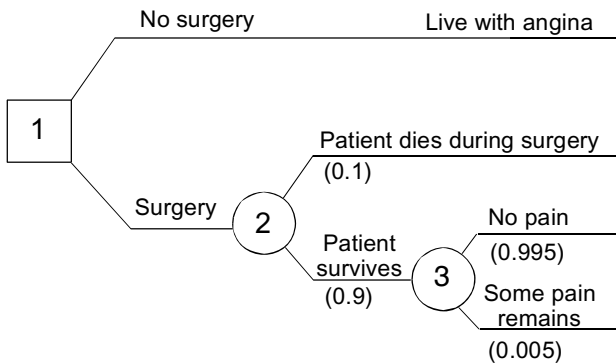 No surgery
Live with angina
1
Patient dies during surgery
(0.1)
Surgery
2
Patient
survives
(0.9)
3
No pain
(0.995)
Some pain
remains
(0.005)